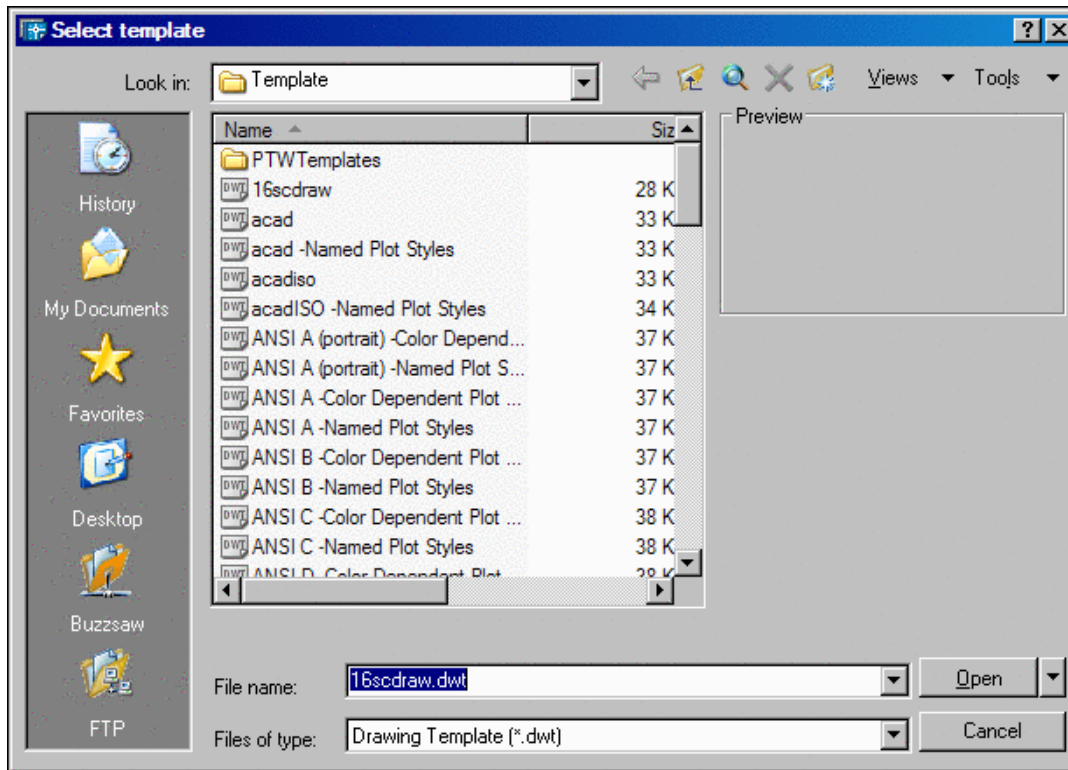 Select template
Look in: Template Views Tools
Name Siz
PTWTemplates
16scdraw 28 K
acad 33 K
acad -Named Plot Styles 33 K
acadiso 33 K
acadISO -Named Plot Styles 34 K
ANSI A (portrait) -Color Depend... 37 K
ANSI A (portrait) -Named Plot S... 37 K
ANSI A -Color Dependent Plot ... 37 K
ANSI A -Named Plot Styles 37 K
ANSI B -Color Dependent Plot ... 37 K
ANSI B -Named Plot Styles 37 K
ANSI C -Color Dependent Plot ... 38 K
ANSI C -Named Plot Styles 38 K
ANSI D -Color Dependent Plot
Preview
History
My Documents
Favorites
Desktop
Buzzsaw
FTP
File name: 16scdraw.dwt Open
Files of type: Drawing Template (*.dwt) Cancel